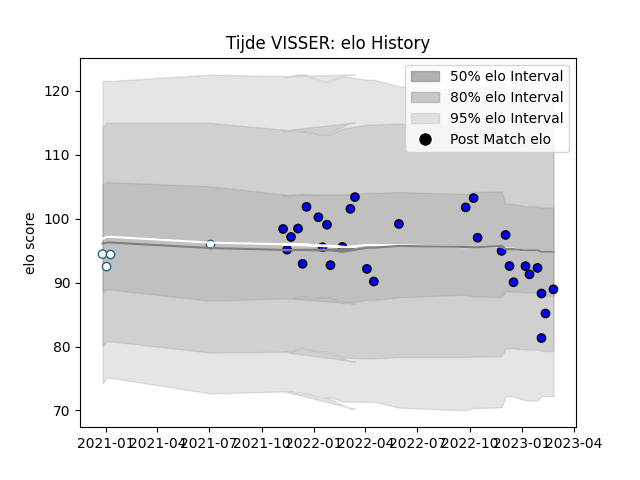 Tijde VISSER: elo History
50% elo Interval
80% elo Interval
95% elo Interval
Post Match elo
elo score
120
110
100
90
80
70
2021-01 2021-04 2021-07 2021-10 2022-01 2022-04 2022-07 2022-10 2023-01 2023-04